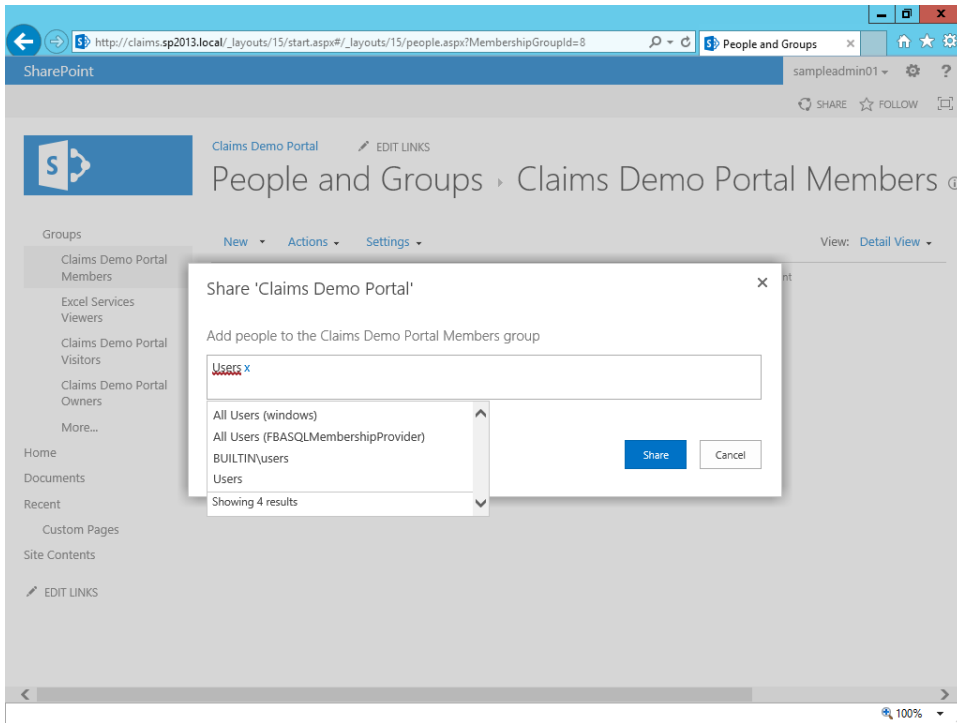 http://claims.sp2013.local/_layouts/15/start.aspx#/_layouts/15/people.aspx?MembershipGroupId=8
People and Groups
SharePoint
sampleadmin01
?
SHARE
FOLLOW
S
Claims Demo Portal
EDIT LINKS
People and Groups
Claims Demo Portal Members
Groups
Claims Demo Portal
Members
Excel Services
Viewers
Claims Demo Portal
Visitors
Claims Demo Portal
Owners
More...
Home
Documents
Recent
Custom Pages
Site Contents
EDIT LINKS
New
Actions
Settings
View: Detail View
Share 'Claims Demo Portal'
Add people to the Claims Demo Portal Members group
Users x
All Users (windows)
All Users (FBASQLMembershipProvider)
BUILTIN\users
Users
Showing 4 results
Share
Cancel
100%